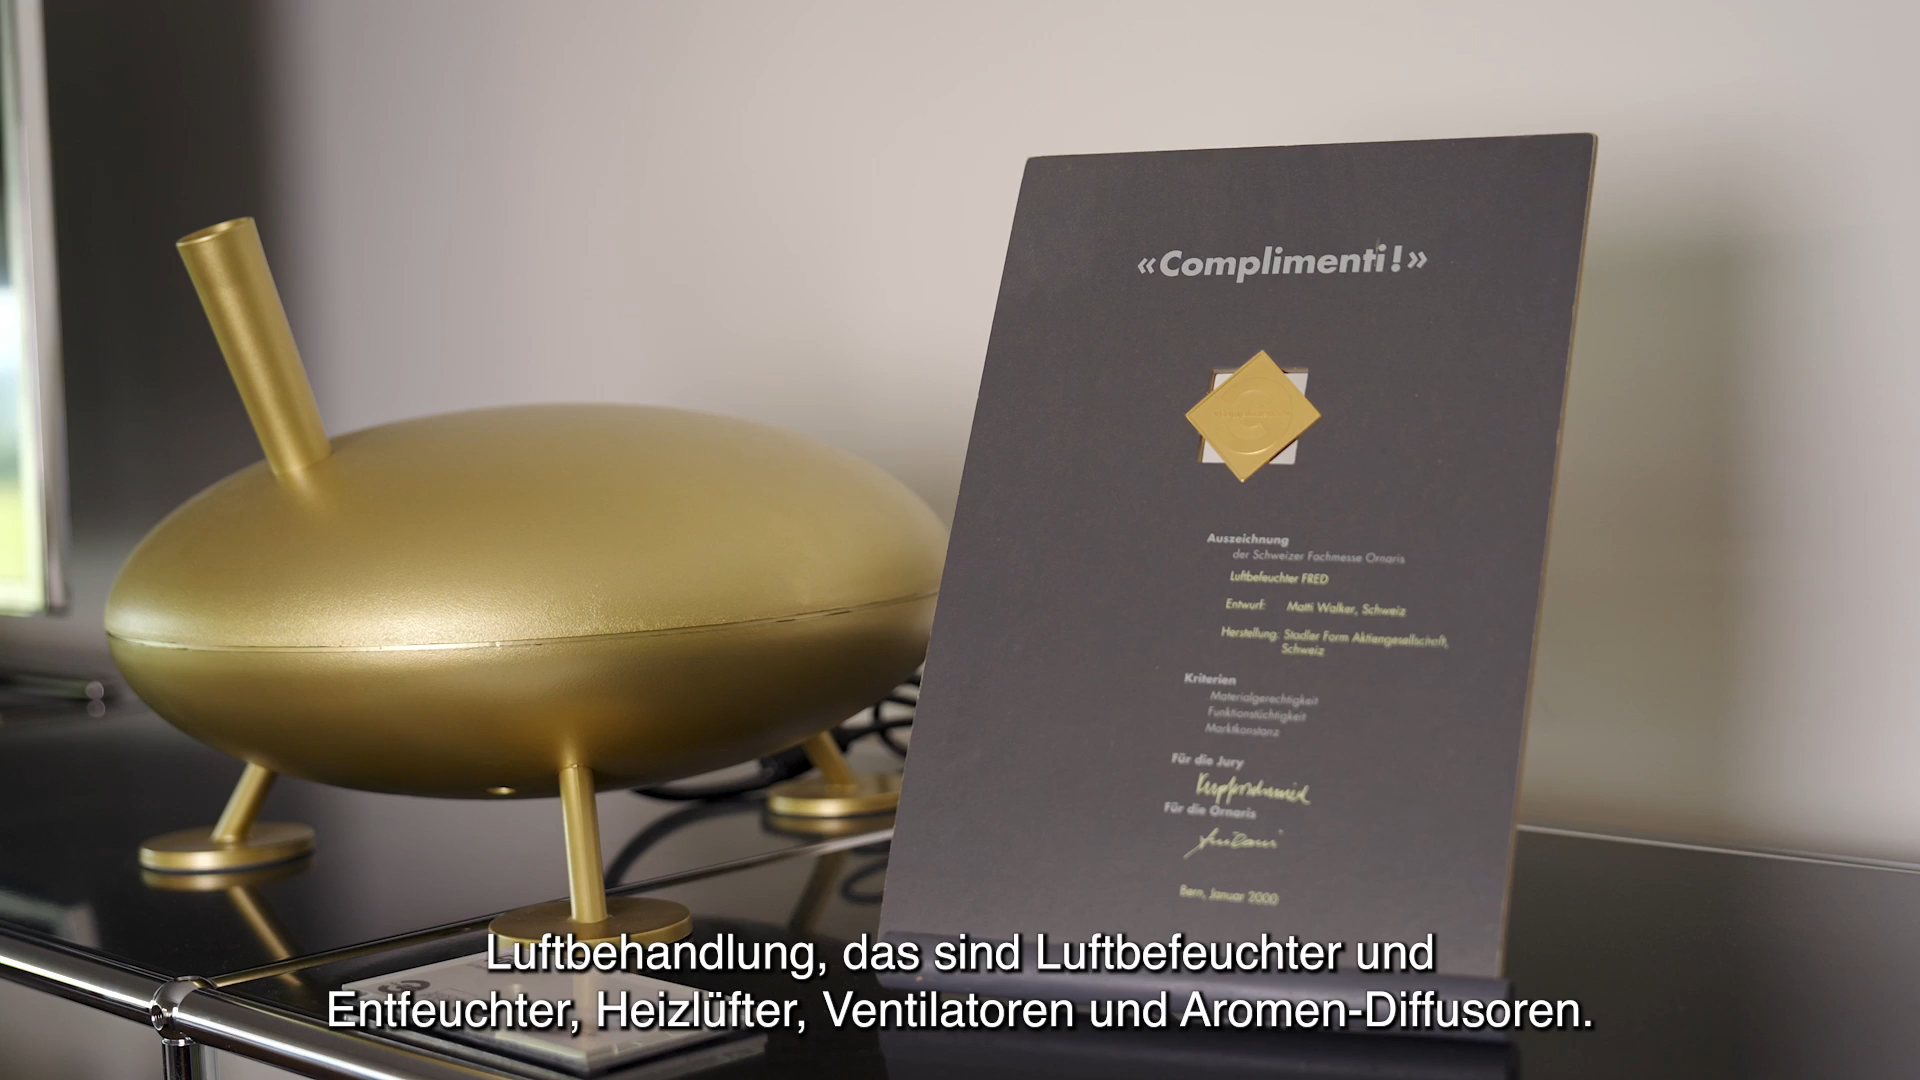 «Complimenti!»
Auszeichnung
der Schweizer Fachmesse Ornaris
Luftbefeuchter FRED
Entwurf: Matti Walker, Schweiz
Herstellung: Stadler Form Aktiengesellschaft,
Schweiz
Kriterien
Materialgerechtigkeit
Funktionstüchtigkeit
Marktkonstanz
Für die Jury
Für die Ornaris
Bern, Januar 2000
Luftbehandlung, das sind Luftbefeuchter und
Entfeuchter, Heizlüfter, Ventilatoren und Aromen-Diffusoren.